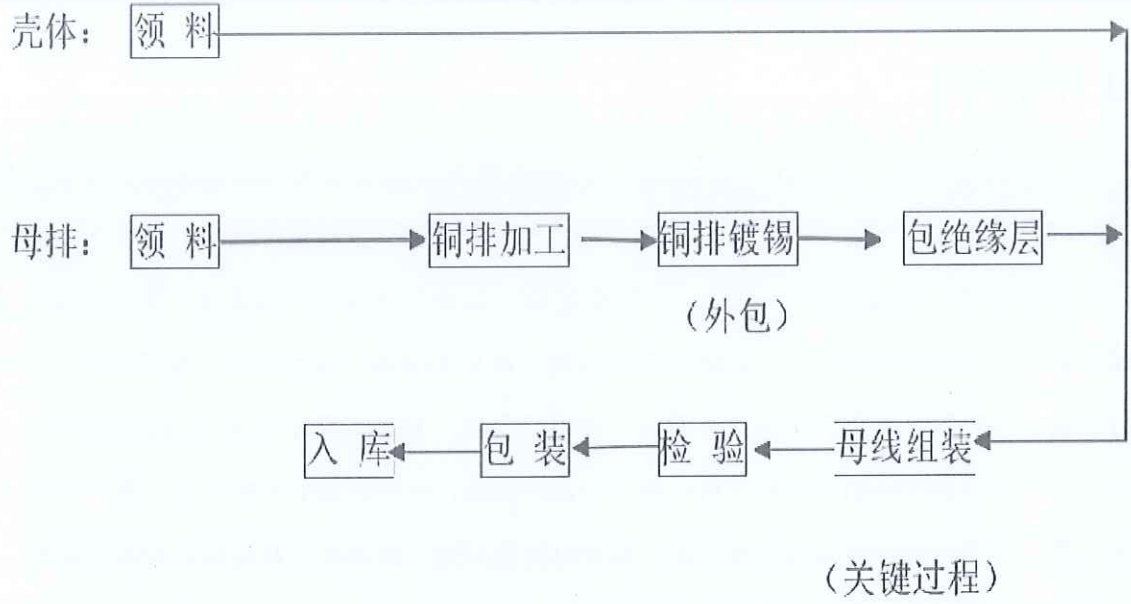 壳体: 领 料
母排: 领 料 铜排加工 铜排镀锡 包绝缘层
(外包)
入 库 包 装 检 验 母线组装
(关键过程)